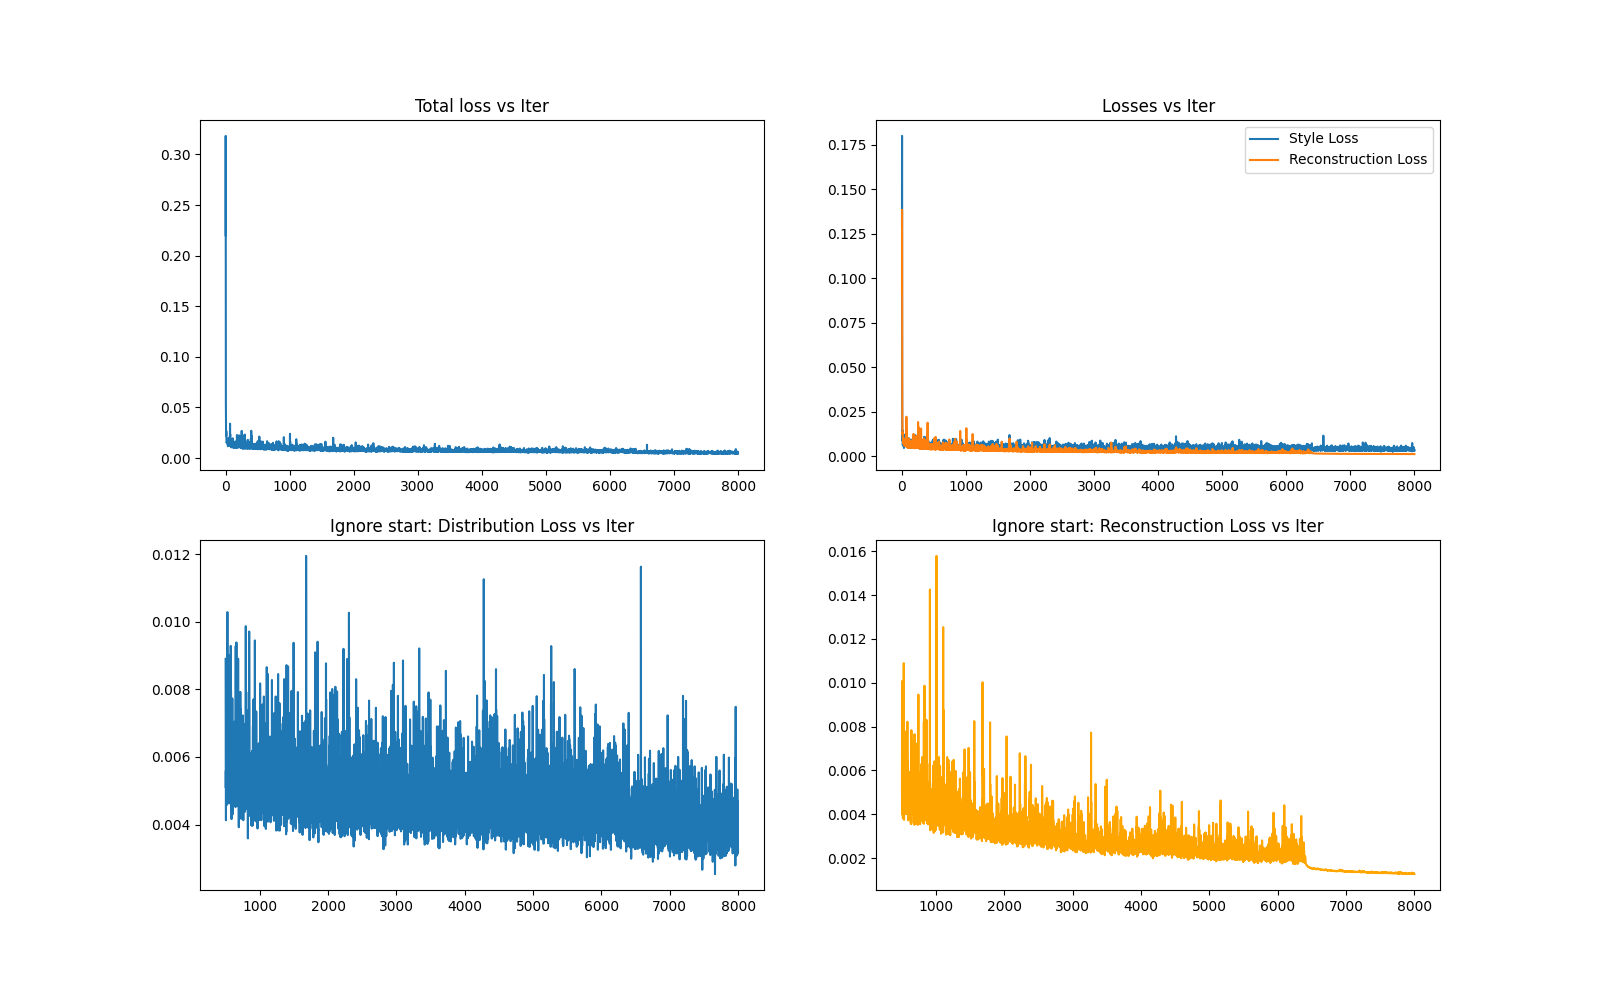 Total loss vs Iter
0.30
0.25
0.20
0.15
0.10
0.05
0.00
0 1000 2000 3000 4000 5000 6000 7000 8000
Losses vs Iter
Style Loss
Reconstruction Loss
0.175
0.150
0.125
0.100
0.075
0.050
0.025
0.000
0 1000 2000 3000 4000 5000 6000 7000 8000
Ignore start: Distribution Loss vs Iter
0.012
0.010
0.008
0.006
0.004
1000 2000 3000 4000 5000 6000 7000 8000
Ignore start: Reconstruction Loss vs Iter
0.016
0.014
0.012
0.010
0.008
0.006
0.004
0.002
1000 2000 3000 4000 5000 6000 7000 8000